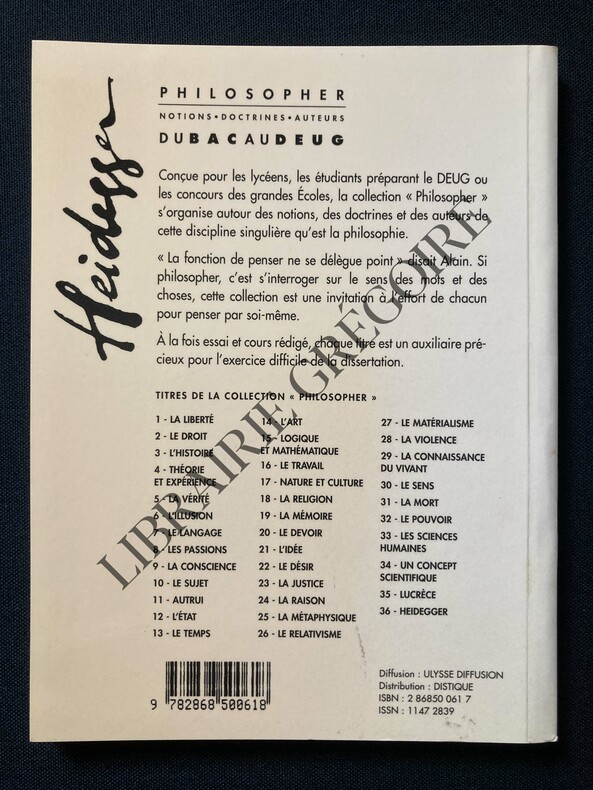 Heidegger
PHILOSOPHER
NOTIONS•DOCTRINES•AUTEURS
DUBACAUDEUG
Conçue pour les lycéens, les étudiants préparant le DEUG ou
les concours des grandes Écoles, la collection « Philosopher »
s'organise autour des notions, des doctrines et des auteurs de
cette discipline singulière qu'est la philosophie.
« La fonction de penser ne se délègue point » disait Alain. Si
philosopher, c'est s'interroger sur le sens des mots et des
choses, cette collection est une invitation à l'effort de chacun
pour penser par soi-même.
À la fois essai et cours rédigé, chaque titre est un auxiliaire pré-
cieux pour l'exercice difficile de la dissertation.
TITRES DE LA COLLECTION « PHILOSOPHER »
1 - LA LIBERTÉ
2 - LE DROIT
3 - L'HISTOIRE
4 - THÉORIE
ET EXPÉRIENCE
5 - LA VÉRITÉ
6 - L'ILLUSION
7 - LE LANGAGE
8 - LES PASSIONS
9 - LA CONSCIENCE
10 - LE SUJET
11 - AUTRUI
12 - L'ÉTAT
13 - LE TEMPS
14 - L'ART
15 - LOGIQUE
ET MATHÉMATIQUE
16 - LE TRAVAIL
17 - NATURE ET CULTURE
18 - LA RELIGION
19 - LA MÉMOIRE
20 - LE DEVOIR
21 - L'IDÉE
22 - LE DÉSIR
23 - LA JUSTICE
24 - LA RAISON
25 - LA MÉTAPHYSIQUE
26 - LE RELATIVISME
27 - LE MATÉRIALISME
28 - LA VIOLENCE
29 - LA CONNAISSANCE
DU VIVANT
30 - LE SENS
31 - LA MORT
32 - LE POUVOIR
33 - LES SCIENCES
HUMAINES
34 - UN CONCEPT
SCIENTIFIQUE
35 - LUCRÈCE
36 - HEIDEGGER
9 782868 500618
Diffusion : ULYSSE DIFFUSION
Distribution : DISTIQUE
ISBN : 2 86850 061 7
ISSN : 1147 2839
LIBRAIRIE GRÉGOIRE